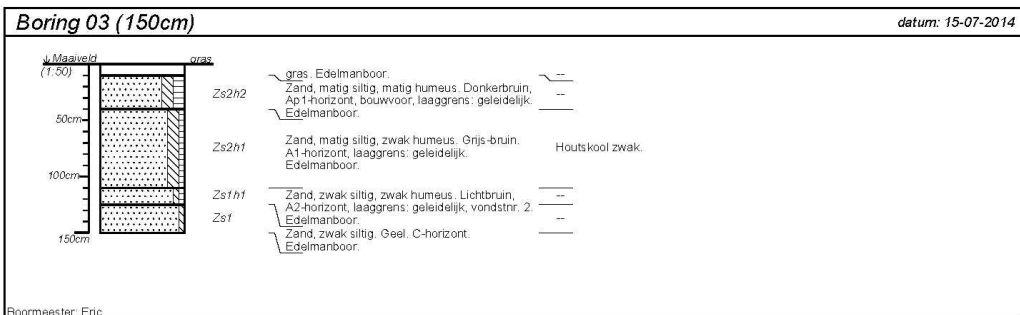 Boring 03 (150cm)
datum: 15-07-2014
Maaiveld
gras
(1:50)
gras. Edelmanboor.
--
Zs2h2
Zand, matig siltig, matig humeus. Donkerbruin,
Ap1-horizont, bouwvoor, laaggrens: geleidelijk.
Edelmanboor.
--
50cm
Zs2h1
Zand, matig siltig, zwak humeus. Grijs-bruin.
A1-horizont, laaggrens: geleidelijk.
Edelmanboor.
Houtskool zwak.
100cm
Zs1h1
Zand, zwak siltig, zwak humeus. Lichtbruin,
A2-horizont, laaggrens: geleidelijk, vondstnr. 2.
Edelmanboor.
--
Zs1
--
Zand, zwak siltig. Geel. C-horizont.
Edelmanboor.
150cm
Boormeester: Eric